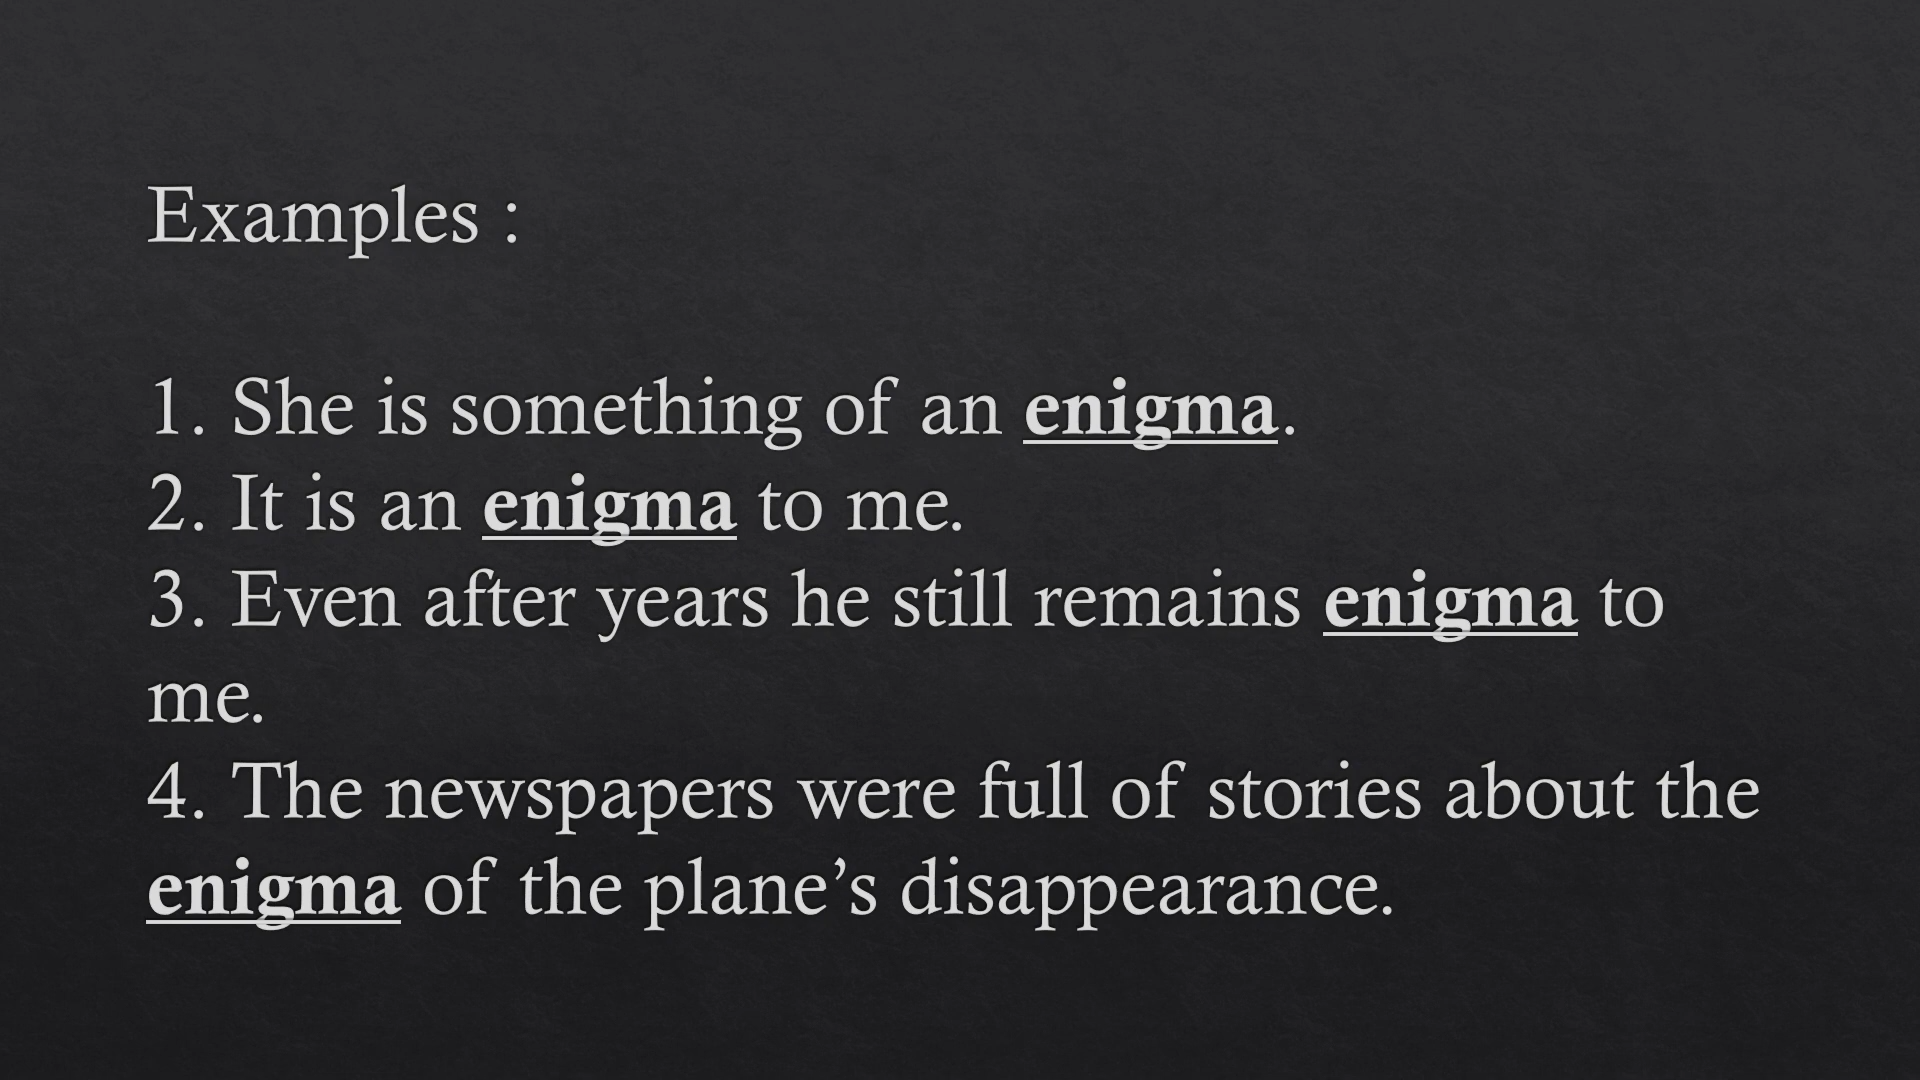 Examples :
1. She is something of an enigma.
2. It is an enigma to me.
3. Even after years he still remains enigma to
me.
4. The newspapers were full of stories about the
enigma of the plane’s disappearance.